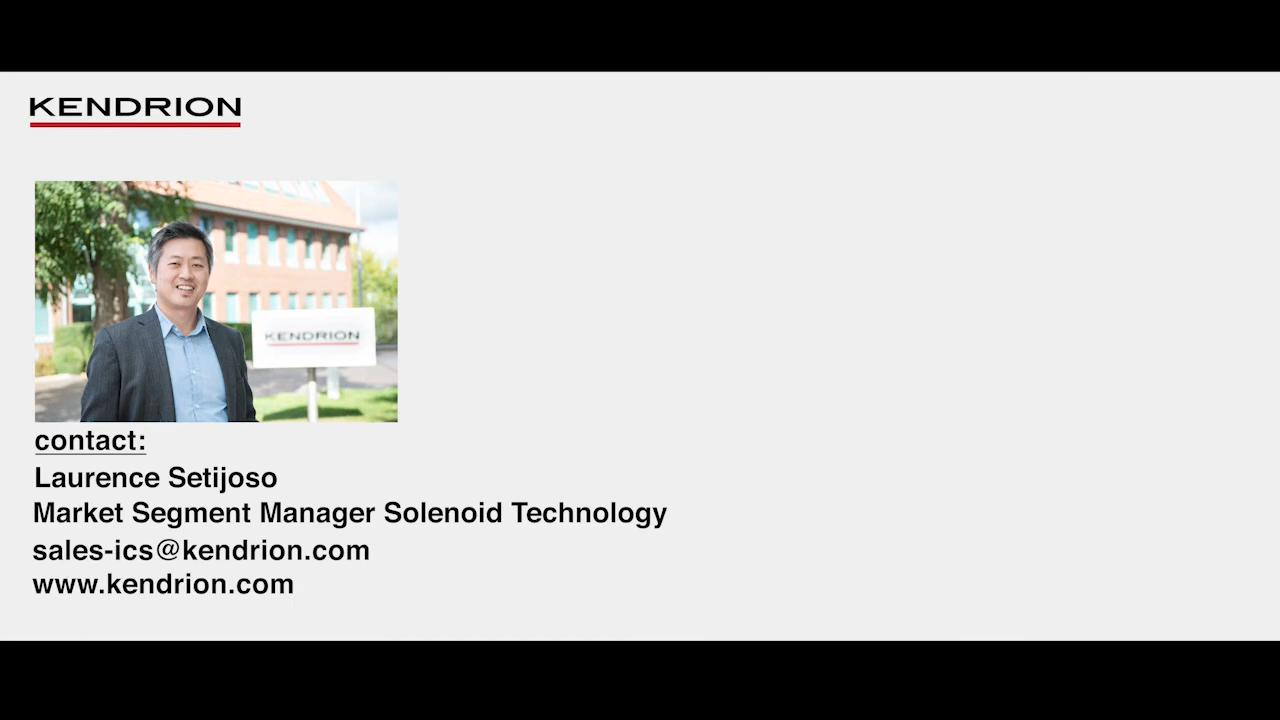 KENDRION
KENDRION
contact:
Laurence Setijoso
Market Segment Manager Solenoid Technology
sales-ics@kendrion.com
www.kendrion.com